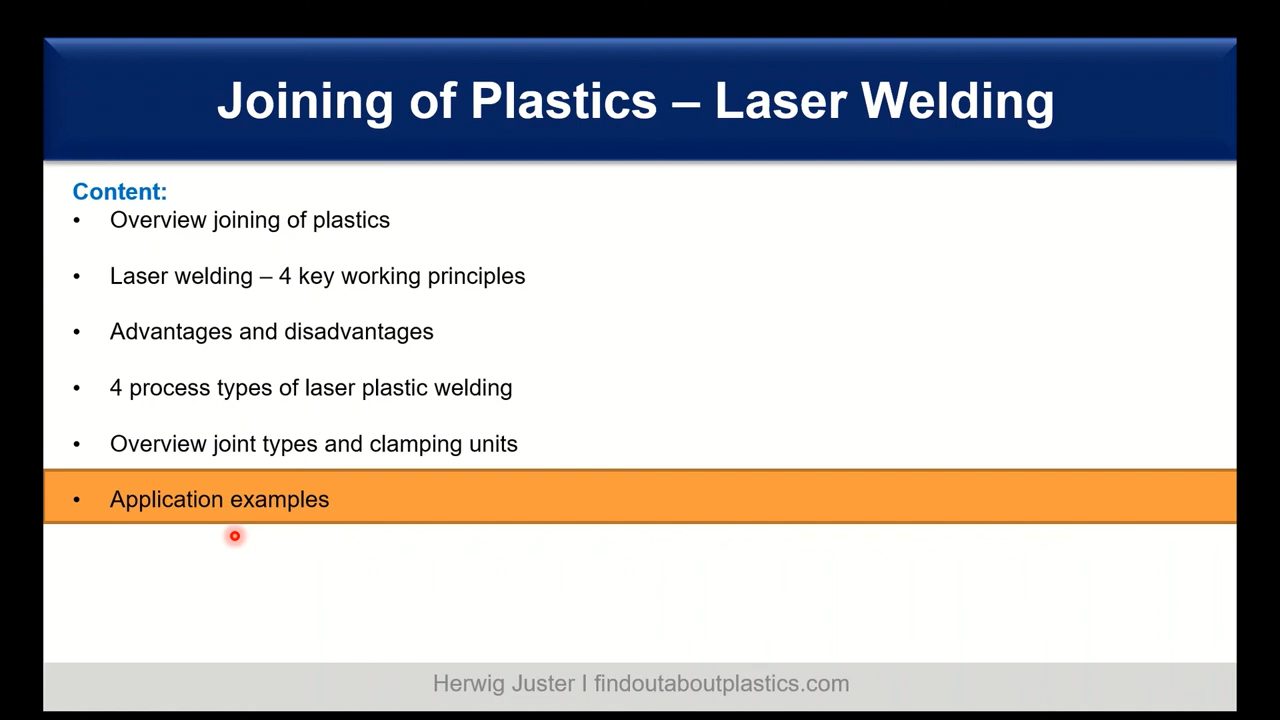 Joining of Plastics – Laser Welding
Content:
• Overview joining of plastics
• Laser welding – 4 key working principles
• Advantages and disadvantages
• 4 process types of laser plastic welding
• Overview joint types and clamping units
• Application examples
Herwig Juster I findoutaboutplastics.com